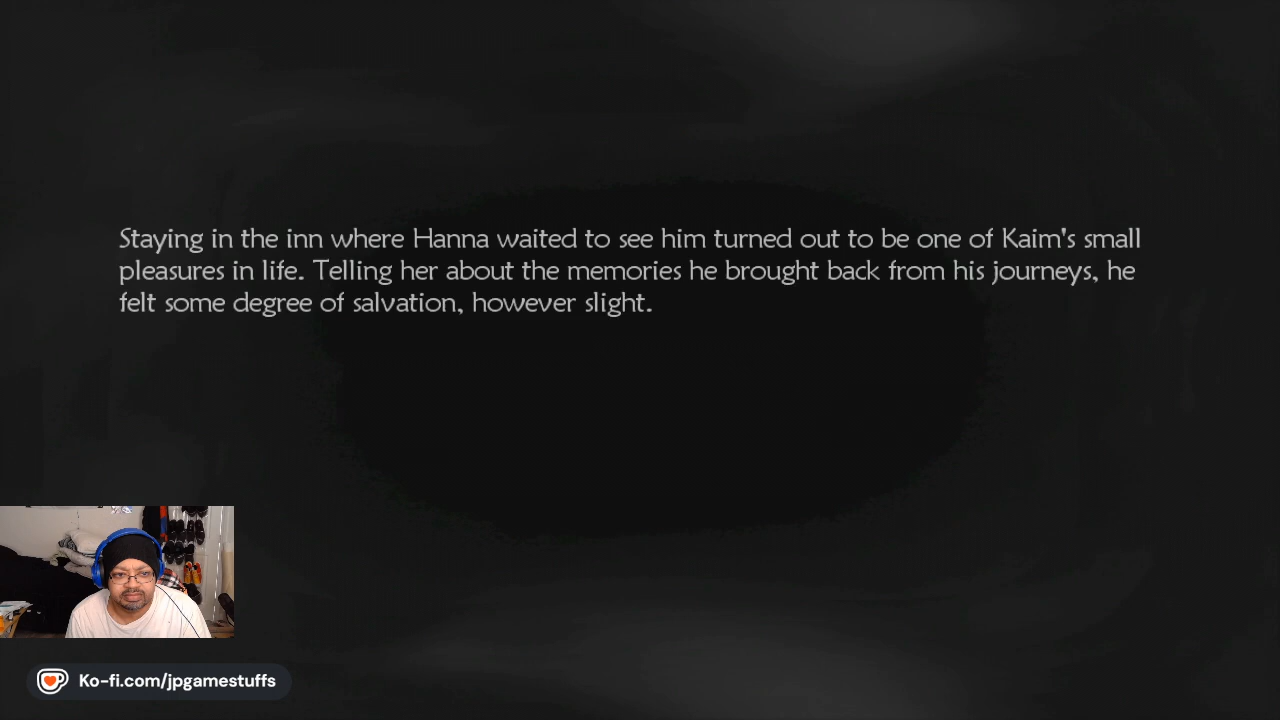 Staying in the inn where Hanna waited to see him turned out to be one of Kaim's small
pleasures in life. Telling her about the memories he brought back from his journeys, he
felt some degree of salvation, however slight.
Ko-fi.com/jpgamestuffs